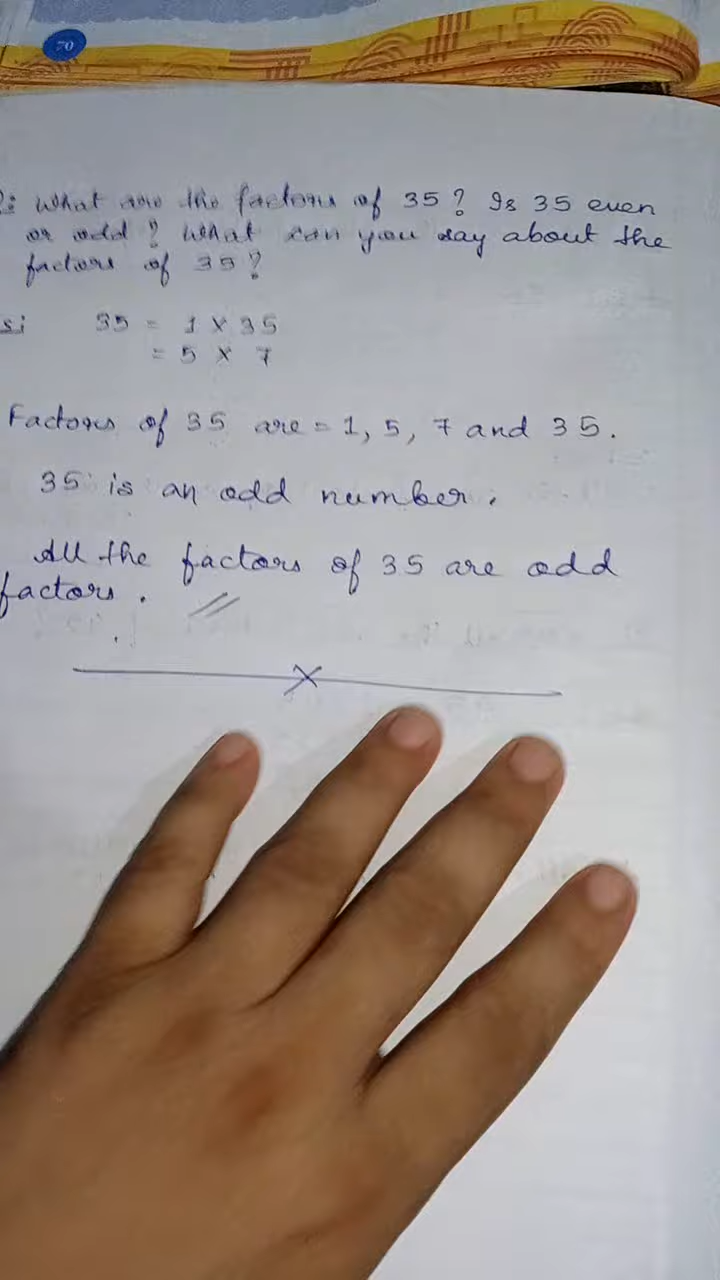 70
: What are the factors of 35? Is 35 even
or odd? What can you say about the
factors of 35?
s: 35 = 1 × 35
= 5 × 7
Factors of 35 are = 1, 5, 7 and 35.
35 is an odd number.
All the factors of 35 are odd
factors.